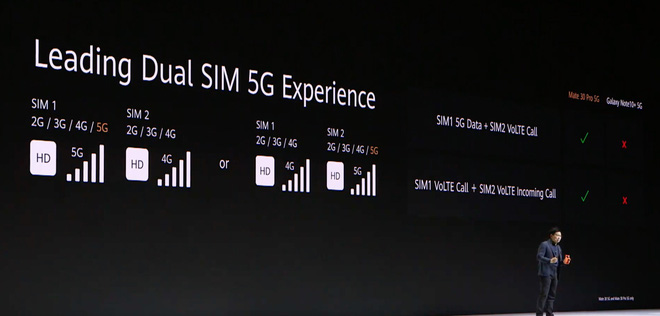 Leading Dual SIM 5G Experience
SIM 1
2G / 3G / 4G / 5G
HD
5G
SIM 2
2G / 3G / 4G
HD
4G
or
SIM 1
2G / 3G / 4G
HD
4G
SIM 2
2G / 3G / 4G / 5G
HD
5G
Mate 30 Pro 5G
Galaxy Note10+ 5G
SIM1 5G Data + SIM2 VoLTE Call
✓
x
SIM1 VoLTE Call + SIM2 VoLTE Incoming Call
✓
x